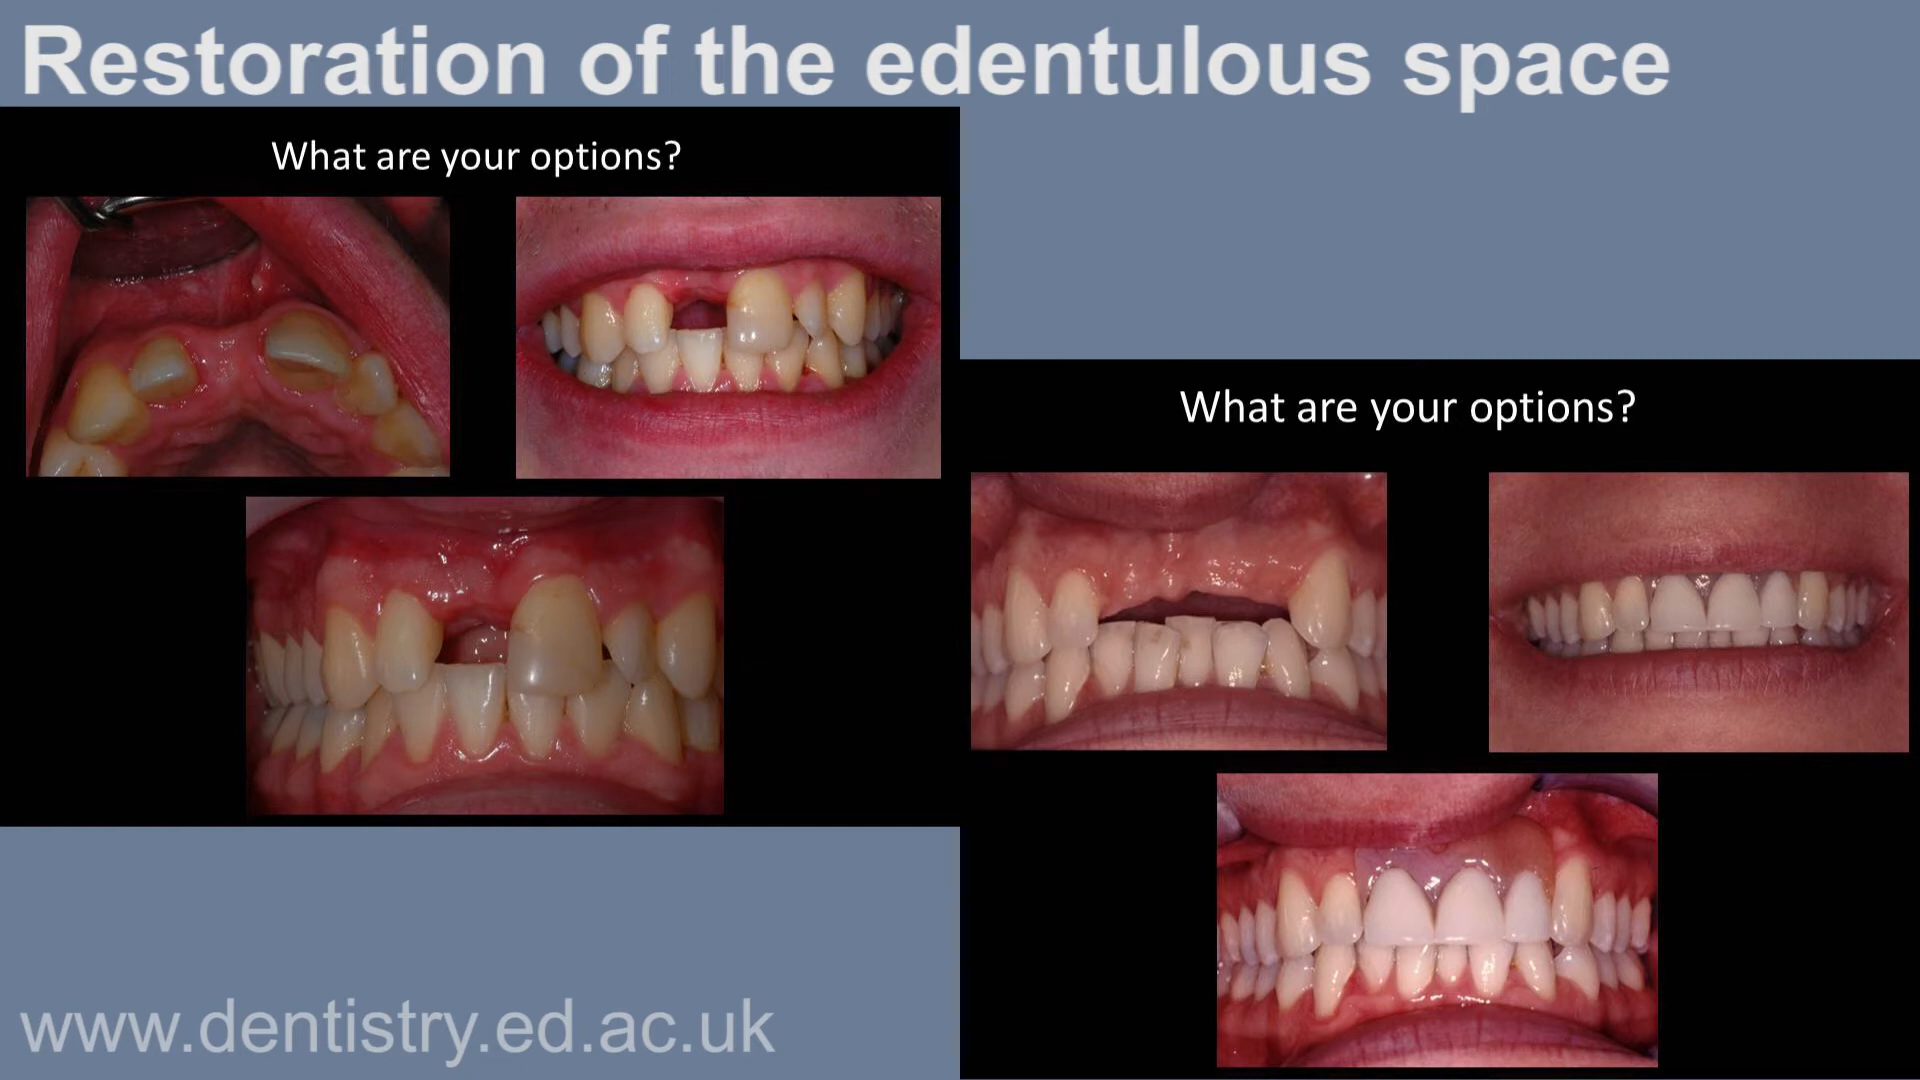 Restoration of the edentulous space
What are your options?
What are your options?
www.dentistry.ed.ac.uk